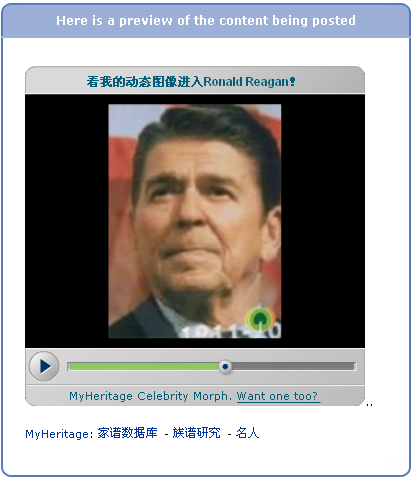 Here is a preview of the content being posted
看我的动态图像进入Ronald Reagan!
1911-20
MyHeritage Celebrity Morph. Want one too?
..
MyHeritage: 家谱数据库 - 族谱研究 - 名人